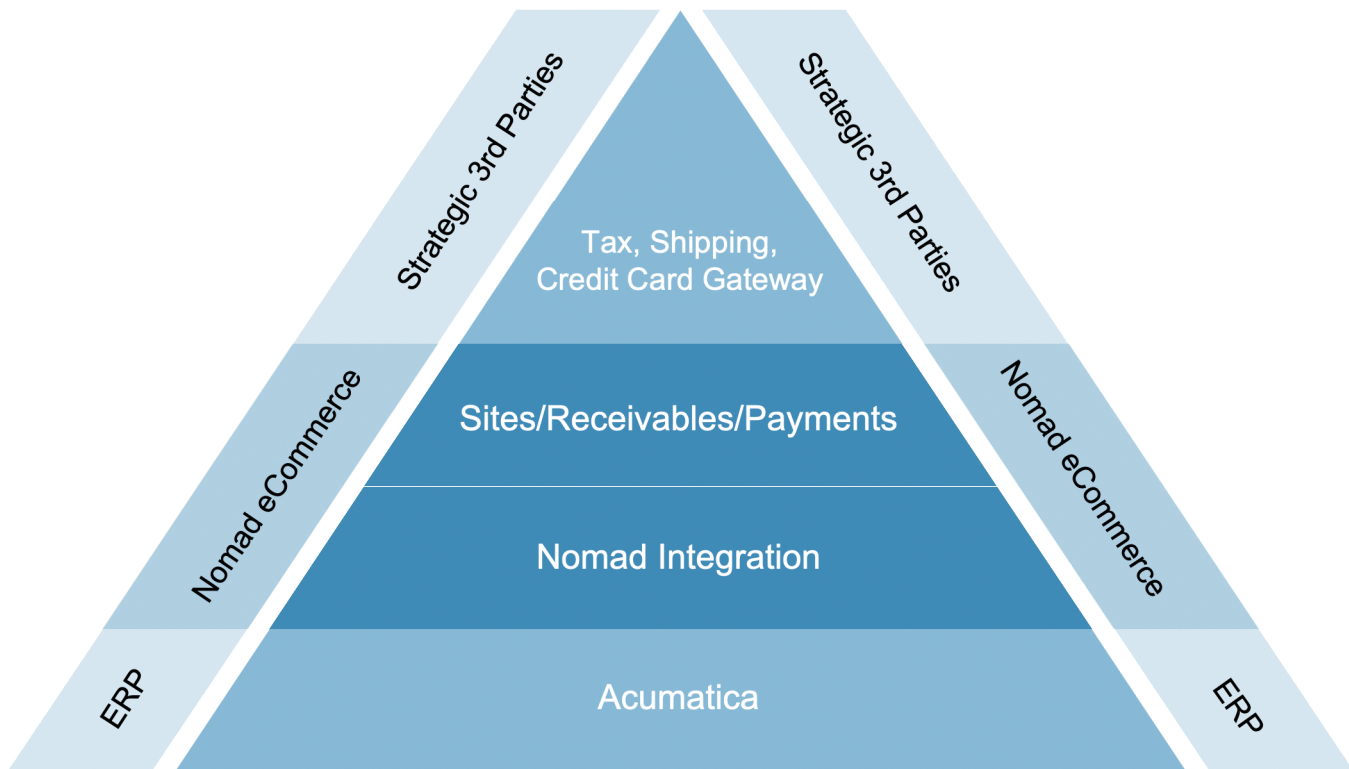 Strategic 3rd Parties
Strategic 3rd Parties
Tax, Shipping,
Credit Card Gateway
Nomad eCommerce
Sites/Receivables/Payments
Nomad eCommerce
Nomad Integration
ERP
Acumatica
ERP